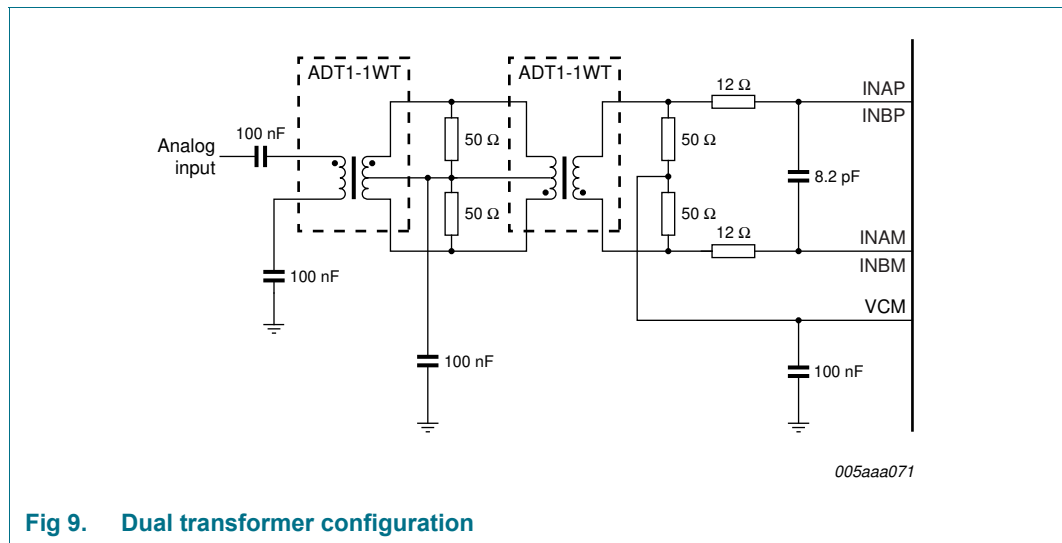 ADT1-1WT
ADT1-1WT
12 Ω
INAP
INBP
100 nF
50 Ω
50 Ω
Analog
input
8.2 pF
50 Ω
50 Ω
12 Ω
INAM
INBM
100 nF
VCM
100 nF
100 nF
005aaa071
Fig 9. Dual transformer configuration